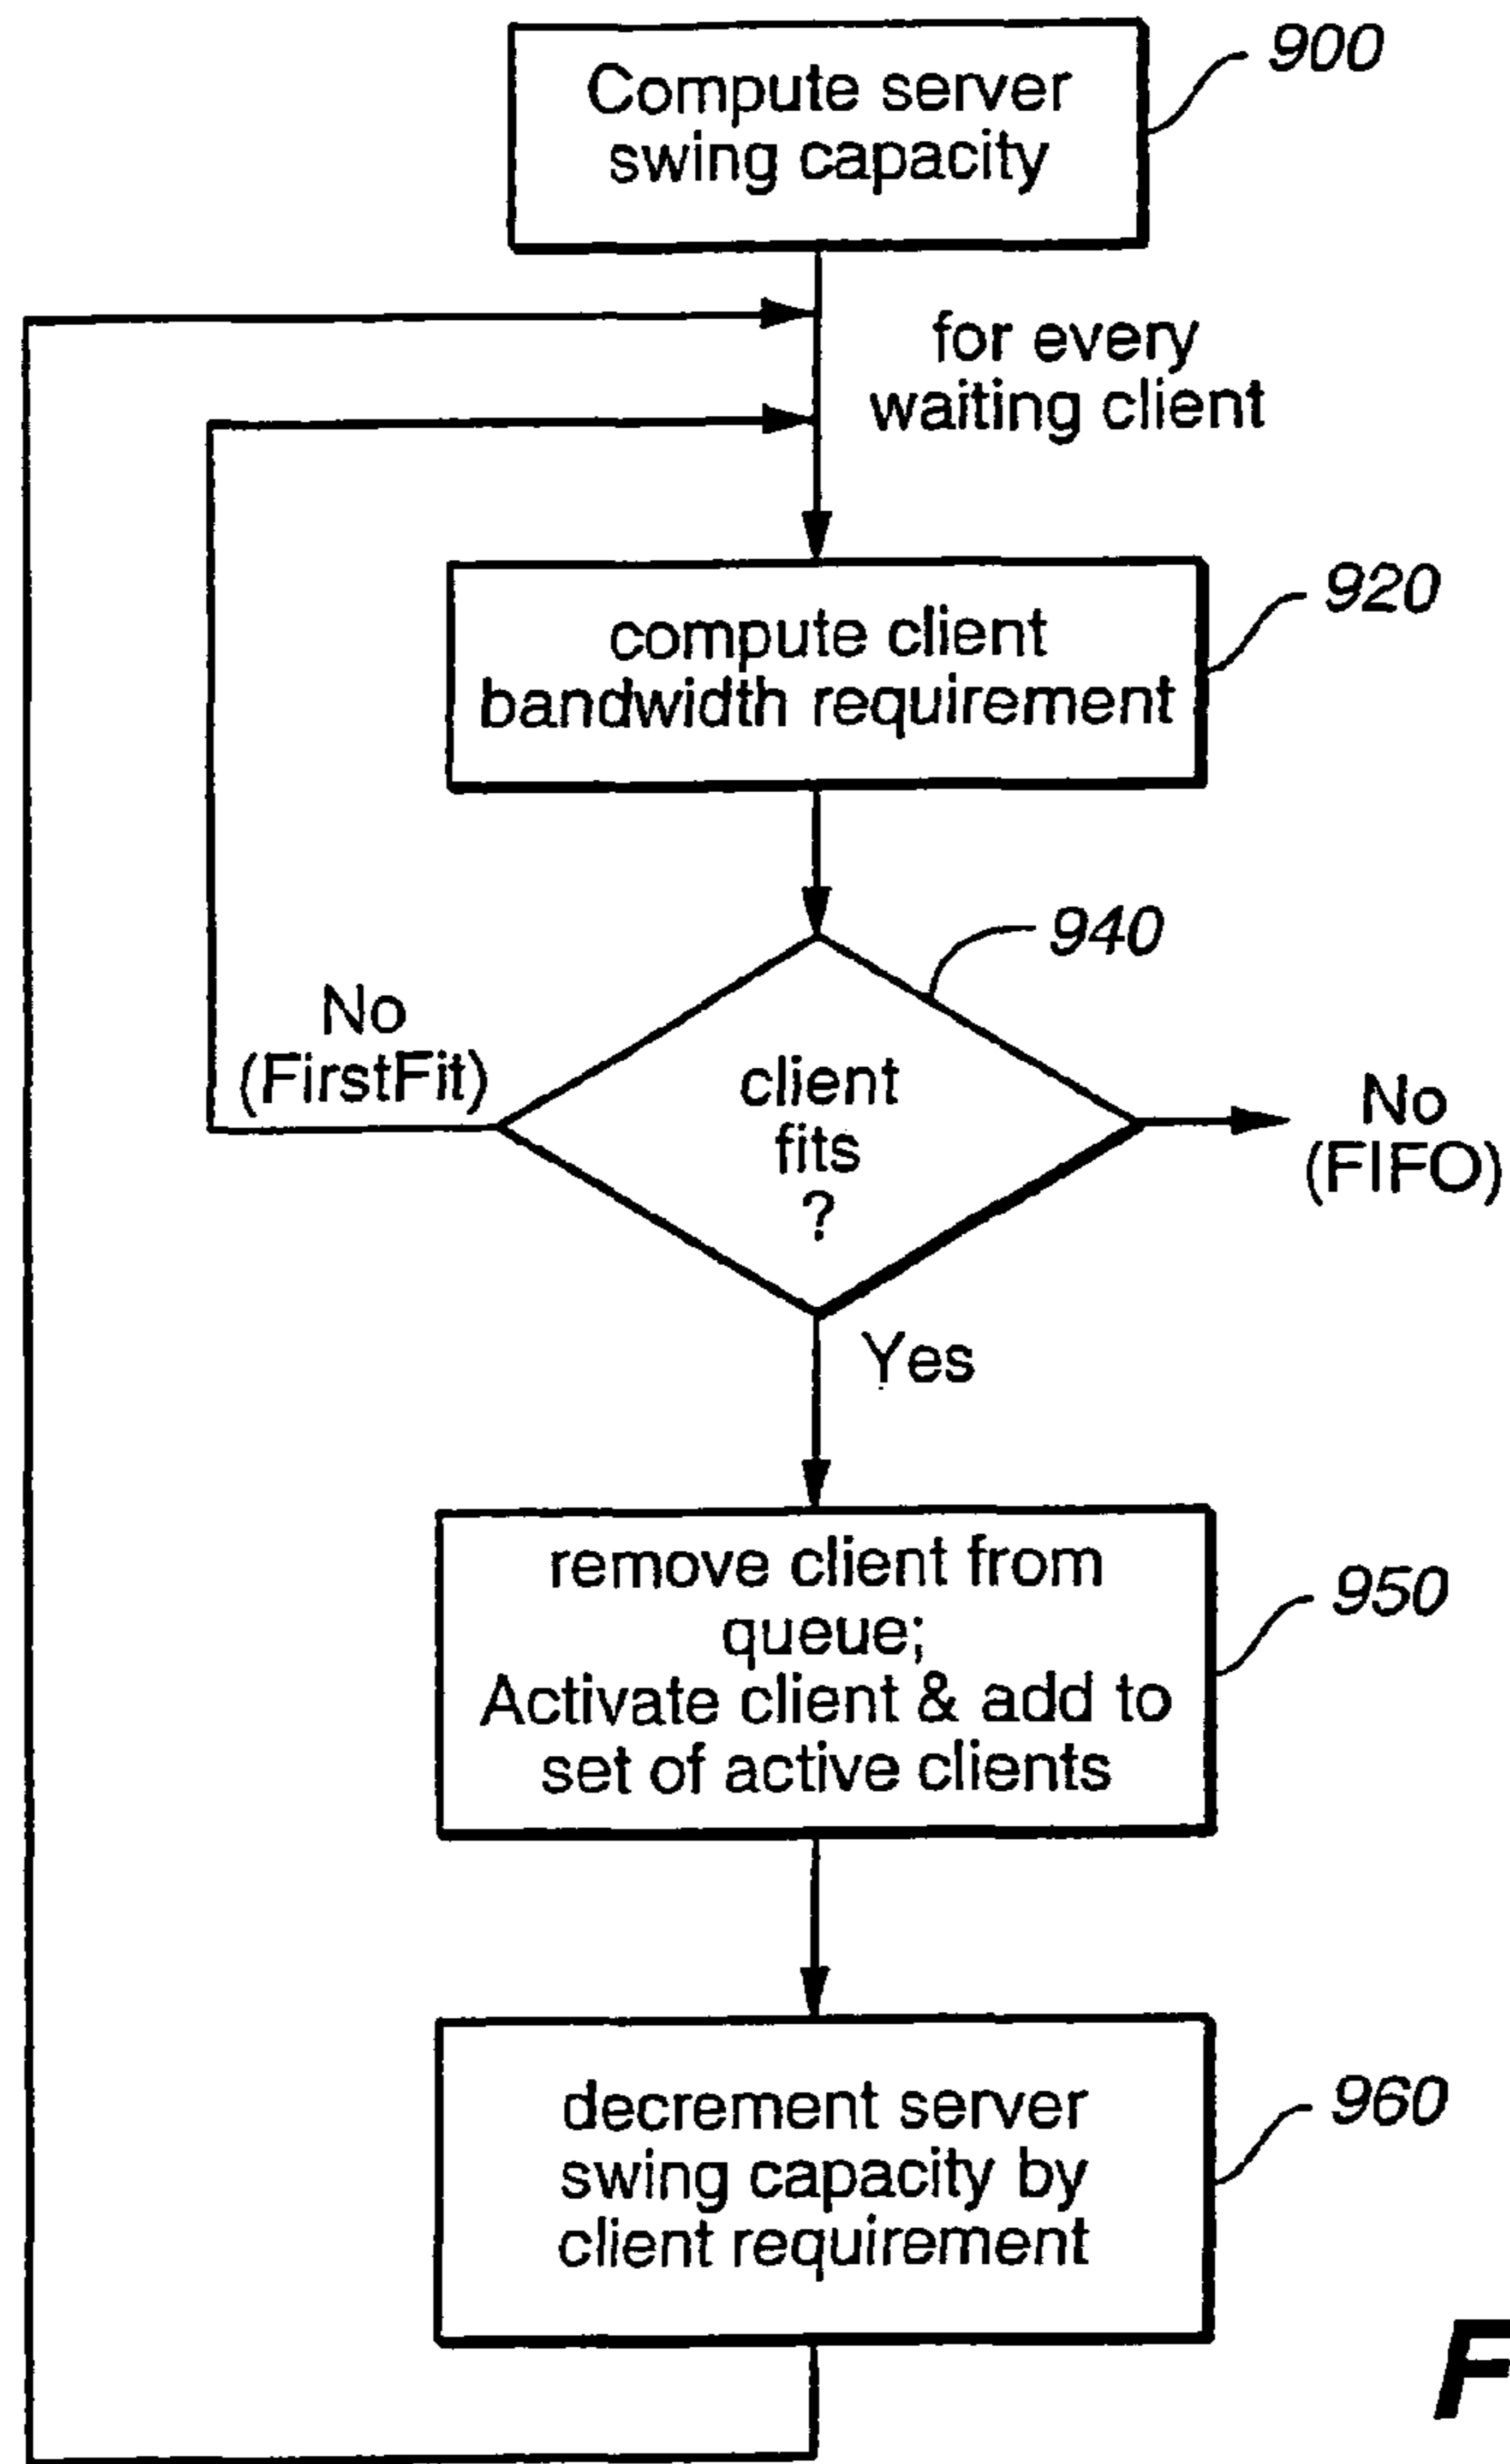 Compute server
swing capacity
900
for every
waiting client
compute client
bandwidth requirement
920
940
No
(FirstFit)
client
fits
?
No
(FIFO)
Yes
remove client from
queue;
Activate client & add to
set of active clients
950
decrement server
swing capacity by
client requirement
960
F